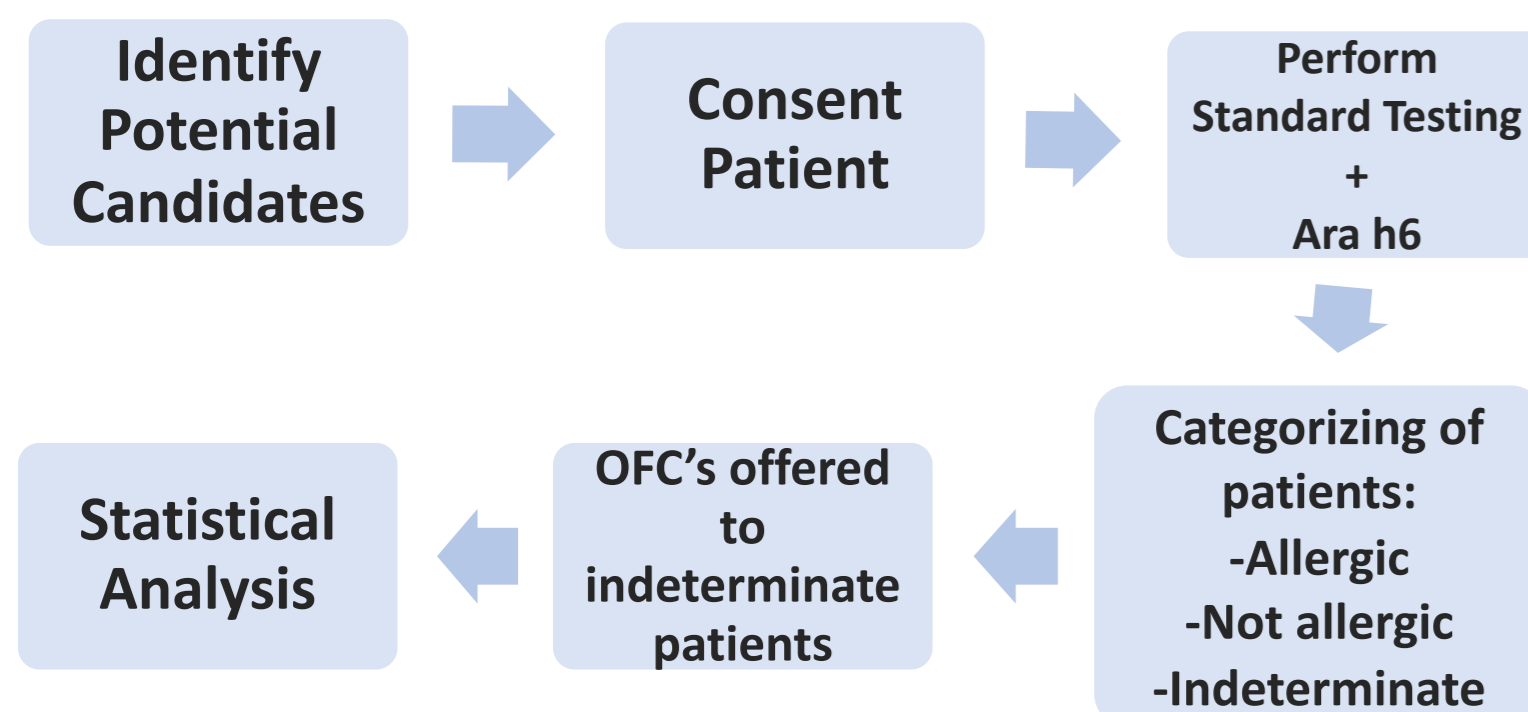 Identify
Potential
Candidates
Consent
Patient
Perform
Standard Testing
+
Ara h6
Categorizing of
patients:
-Allergic
-Not allergic
-Indeterminate
OFC’s offered
to
indeterminate
patients
Statistical
Analysis